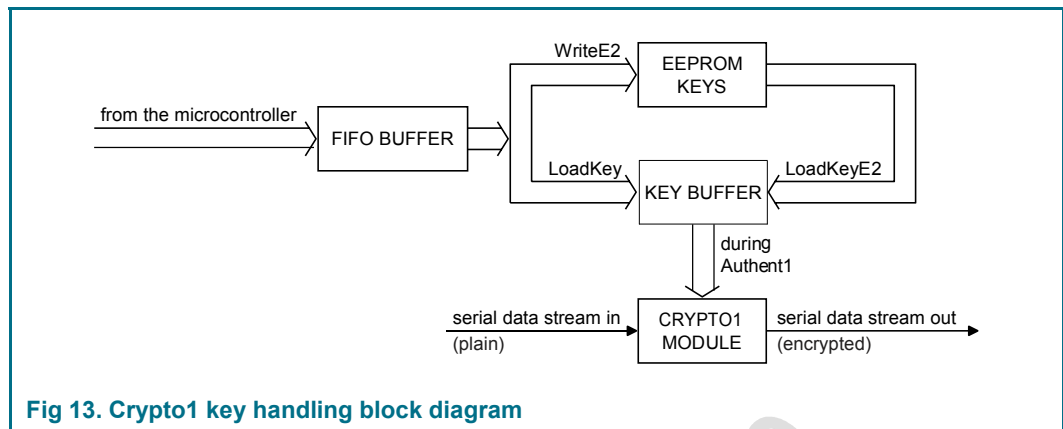 WriteE2
EEPROM
KEYS
from the microcontroller
FIFO BUFFER
LoadKey
LoadKeyE2
KEY BUFFER
during
Authent1
serial data stream in
(plain)
CRYPTO1
MODULE
serial data stream out
(encrypted)
Fig 13. Crypto1 key handling block diagram